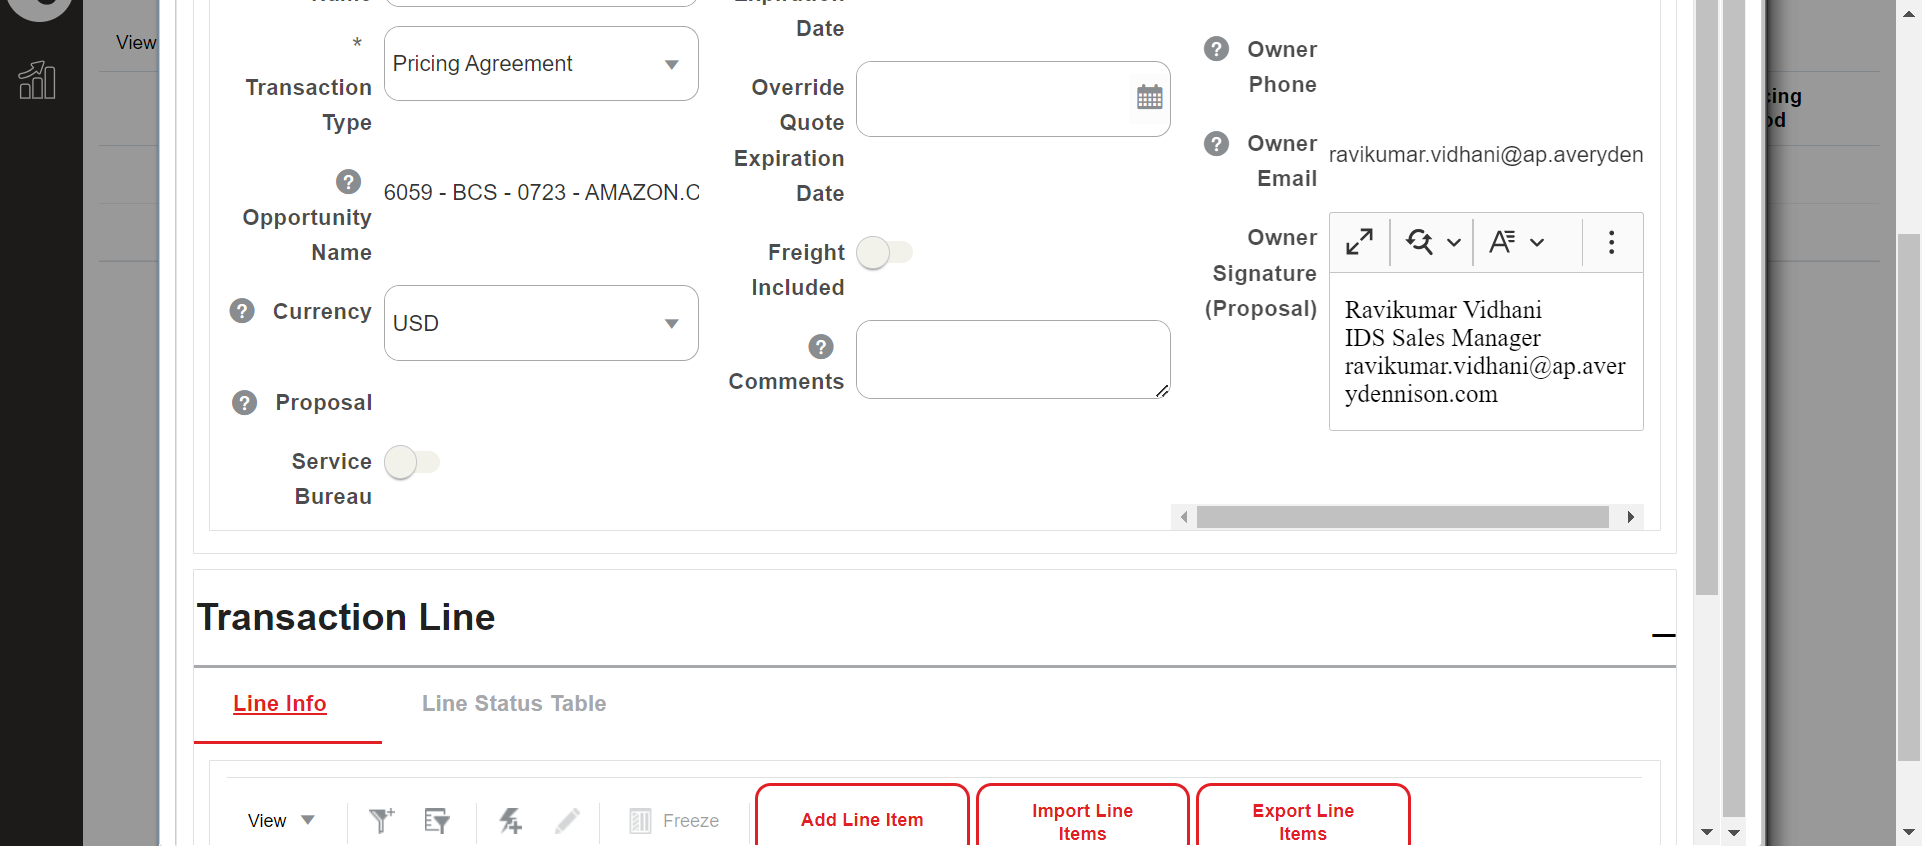 View
*
Transaction
Type
Pricing Agreement
Opportunity
Name
6059 - BCS - 0723 - AMAZON.C
Currency
USD
Proposal
Service
Bureau
Date
Override
Quote
Expiration
Date
Freight
Included
Comments
Owner
Phone
Owner
Email
ravikumar.vidhani@ap.averyden
Owner
Signature
(Proposal)
Ravikumar Vidhani
IDS Sales Manager
ravikumar.vidhani@ap.aver
ydennison.com
Transaction Line
Line Info
Line Status Table
View
Freeze
Add Line Item
Import Line
Items
Export Line
Items